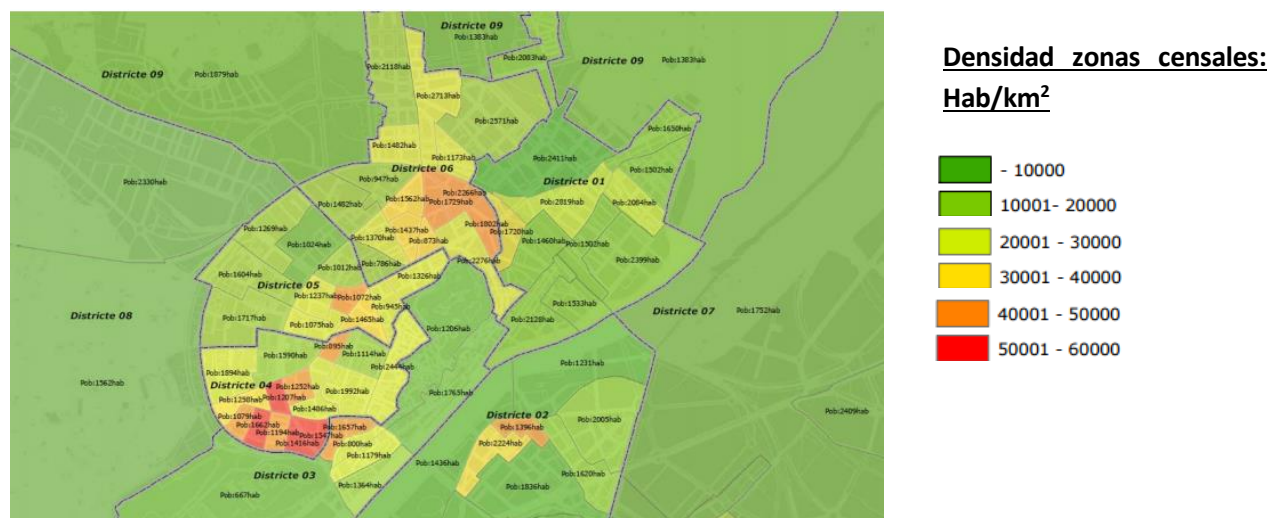 Districte 09
Pob:1383hab
Pob:2083hab
Districte 09
Pob:1383hab
Districte 09
Pob:1879hab
Pob:2118hab
Pob:2713hab
Pob:2571hab
Pob:1650hab
Pob:1482hab
Pob:1173hab
Pob:2411hab
Pob:1502hab
Districte 06
Pob:947hab
Districte 01
Pob:2330hab
Pob:2266hab
Pob:1562hab
Pob:1729hab
Pob:1482hab
Pob:2819hab
Pob:2084hab
Pob:1802hab
Pob:1269hab
Pob:1437hab
Pob:1720hab
Pob:1370hab
Pob:873hab
Pob:1460hab
Pob:1502hab
Pob:1024hab
Pob:2276hab
Pob:2399hab
Pob:786hab
Pob:1012hab
Pob:1604hab
Pob:1326hab
Districte 05
Pob:1237hab
Pob:1072hab
Pob:945hab
Pob:1533hab
Pob:1717hab
Pob:1465hab
Pob:1075hab
Pob:2128hab
Districte 08
Districte 07
Pob:1752hab
Pob:1206hab
Pob:895hab
Pob:1590hab
Pob:1114hab
Pob:2444hab
Pob:1231hab
Pob:1894hab
Districte 04
Pob:1252hab
Pob:1562hab
Pob:1992hab
Pob:1765hab
Pob:1250hab
Pob:1207hab
Pob:1406hab
Pob:2409hab
Pob:1079hab
Districte 02
Pob:2005hab
Pob:1662hab
Pob:1194hab
Pob:1347hab
Pob:1657hab
Pob:1396hab
Pob:1416hab
Pob:800hab
Pob:2224hab
Pob:1179hab
Pob:1436hab
Districte 03
Pob:1620hab
Pob:1364hab
Pob:1836hab
Pob:667hab
Densidad zonas censales:
Hab/km²
- 10000
10001- 20000
20001 - 30000
30001 - 40000
40001 - 50000
50001 - 60000